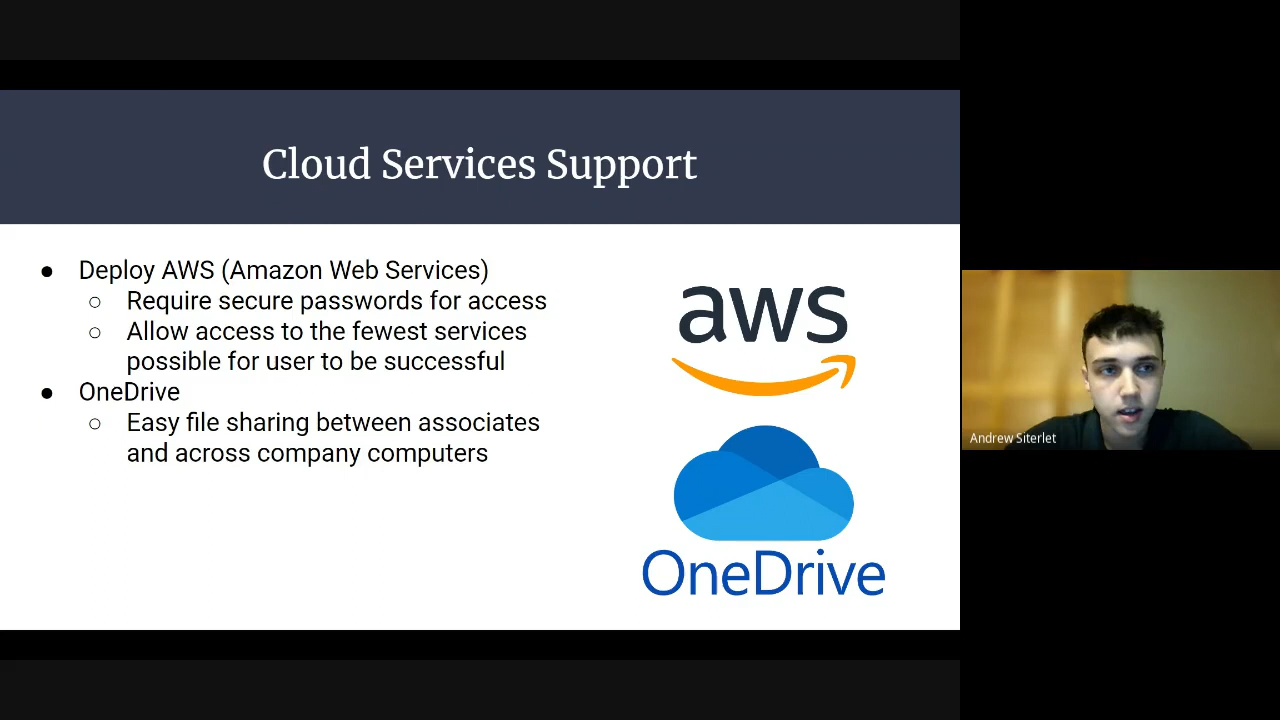 Cloud Services Support
● Deploy AWS (Amazon Web Services)
○ Require secure passwords for access
○ Allow access to the fewest services
possible for user to be successful
● OneDrive
○ Easy file sharing between associates
and across company computers
aws
OneDrive
Andrew Siterlet